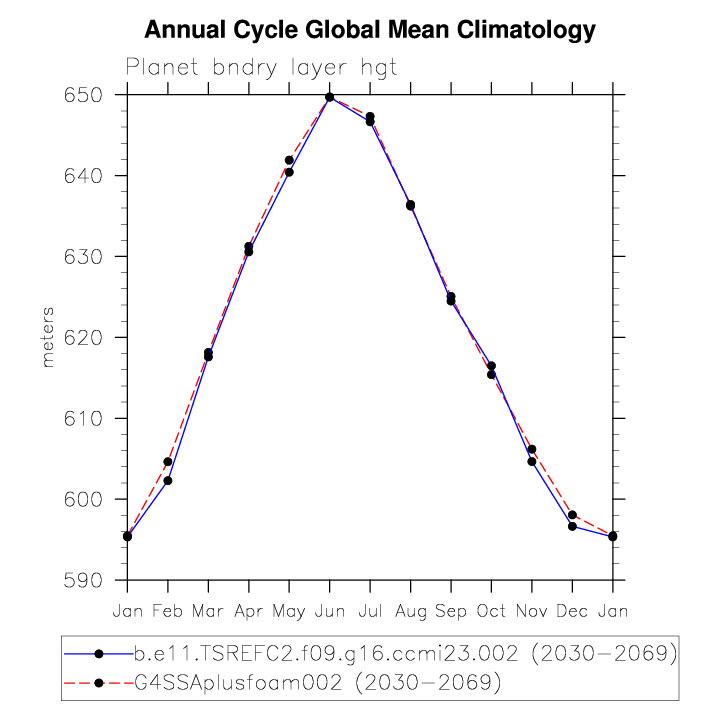 Annual Cycle Global Mean Climatology
Planet bndry layer hgt
650
640
630
620
610
600
590
meters
Jan Feb Mar Apr May Jun Jul Aug Sep Oct Nov Dec Jan
b.e11.TSREFC2.f09.g16.ccmi23.002 (2030-2069)
G4SSAplusfoam002 (2030-2069)